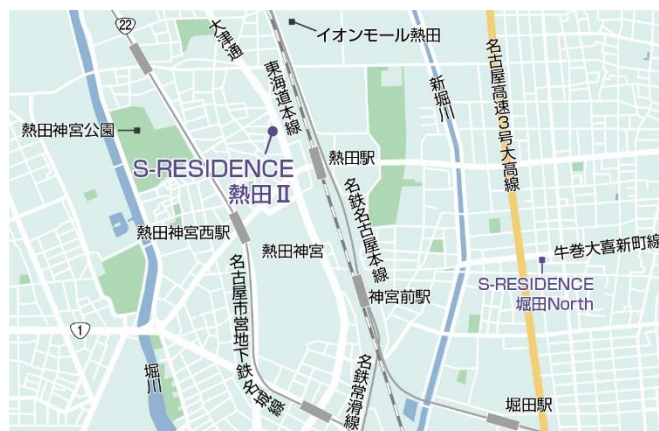 22
大津通
イオンモール熱田
東海道本線
新堀川
名古屋高速3号大高線
熱田神宮公園
S-RESIDENCE
熱田Ⅱ
熱田駅
名鉄名古屋本線
熱田神宮西駅
熱田神宮
牛巻大喜新町線
S-RESIDENCE
堀田North
神宮前駅
名古屋市営地下鉄名城線
1
堀川
名鉄常滑線
堀田駅